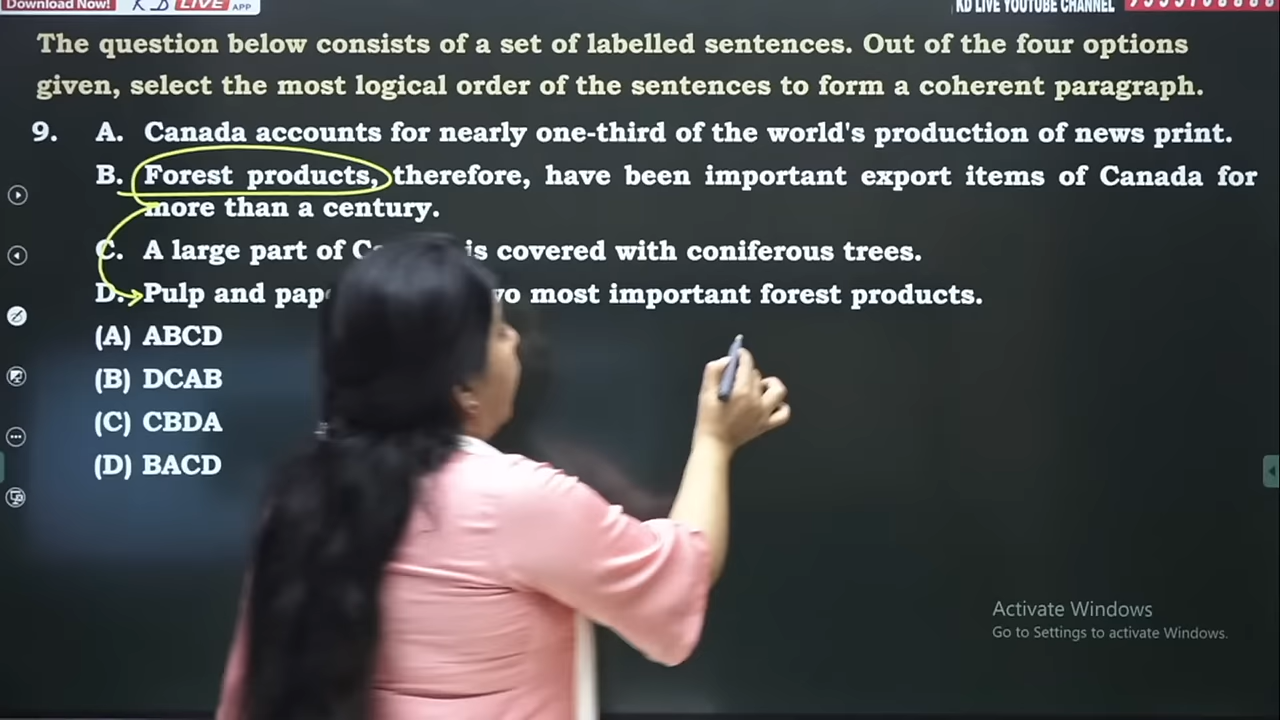 Download Now! KD LIVE APP
KD LIVE YOUTUBE CHANNEL
The question below consists of a set of labelled sentences. Out of the four options
given, select the most logical order of the sentences to form a coherent paragraph.
9. A. Canada accounts for nearly one-third of the world's production of news print.
B. Forest products, therefore, have been important export items of Canada for
more than a century.
C. A large part of is covered with coniferous trees.
D. Pulp and most important forest products.
(A) ABCD
(B) DCAB
(C) CBDA
(D) BACD
Activate Windows
Go to Settings to activate Windows.